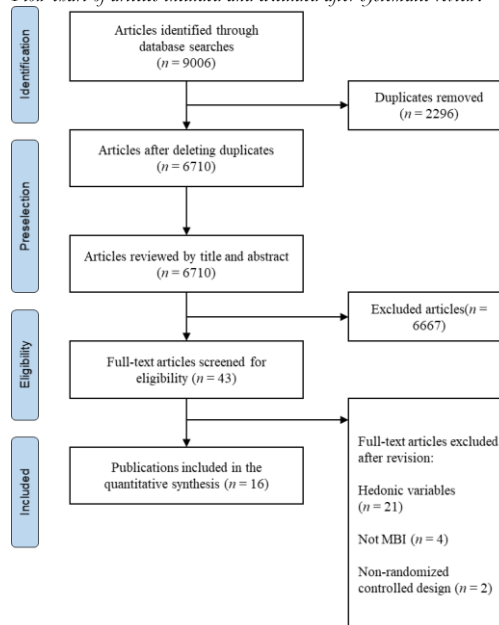 Identification
Articles identified through
database searches
(n = 9006)
Duplicates removed
(n = 2296)
Preselection
Articles after deleting duplicates
(n = 6710)
Articles reviewed by title and abstract
(n = 6710)
Excluded articles(n =
6667)
Eligibility
Full-text articles screened for
eligibility (n = 43)
Included
Publications included in the
quantitative synthesis (n = 16)
Full-text articles excluded
after revision:
Hedonic variables
(n = 21)
Not MBI (n = 4)
Non-randomized
controlled design (n = 2)